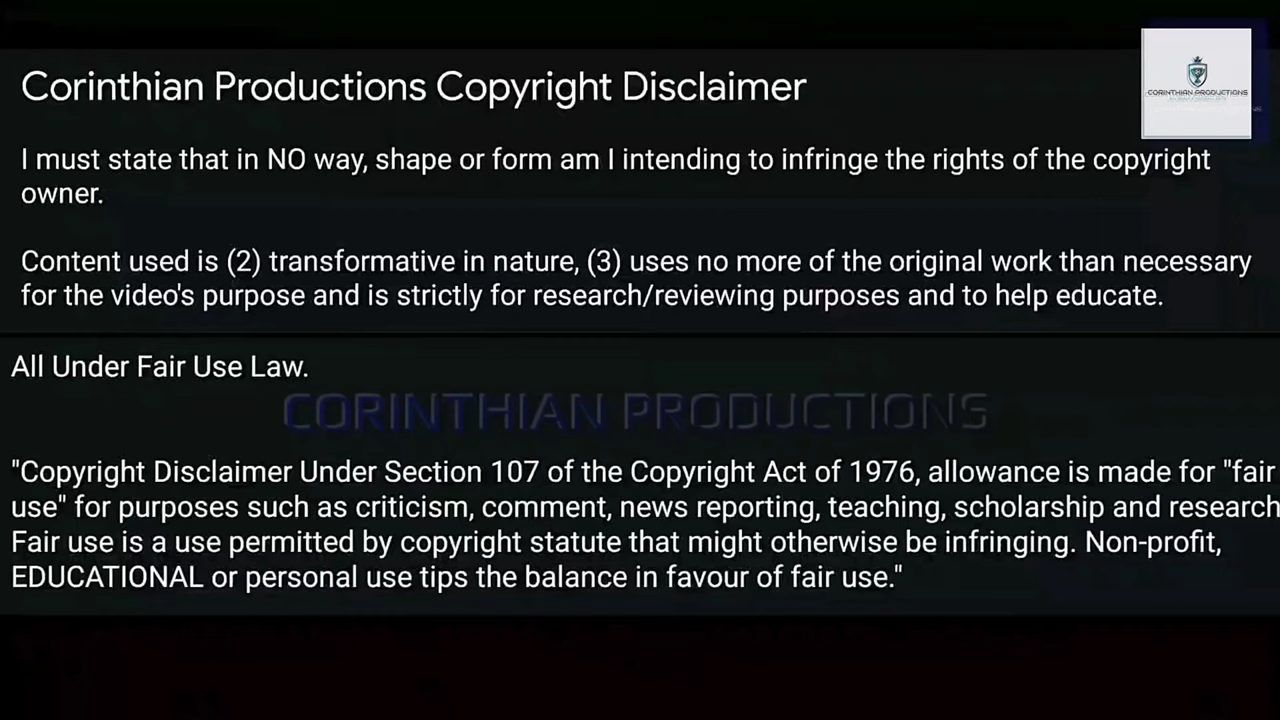 Corinthian Productions Copyright Disclaimer
CORINTHIAN PRODUCTIONS
I must state that in NO way, shape or form am I intending to infringe the rights of the copyright
owner.
Content used is (2) transformative in nature, (3) uses no more of the original work than necessary
for the video's purpose and is strictly for research/reviewing purposes and to help educate.
All Under Fair Use Law.
CORINTHIAN PRODUCTIONS
"Copyright Disclaimer Under Section 107 of the Copyright Act of 1976, allowance is made for "fair
use" for purposes such as criticism, comment, news reporting, teaching, scholarship and research
Fair use is a use permitted by copyright statute that might otherwise be infringing. Non-profit,
EDUCATIONAL or personal use tips the balance in favour of fair use."